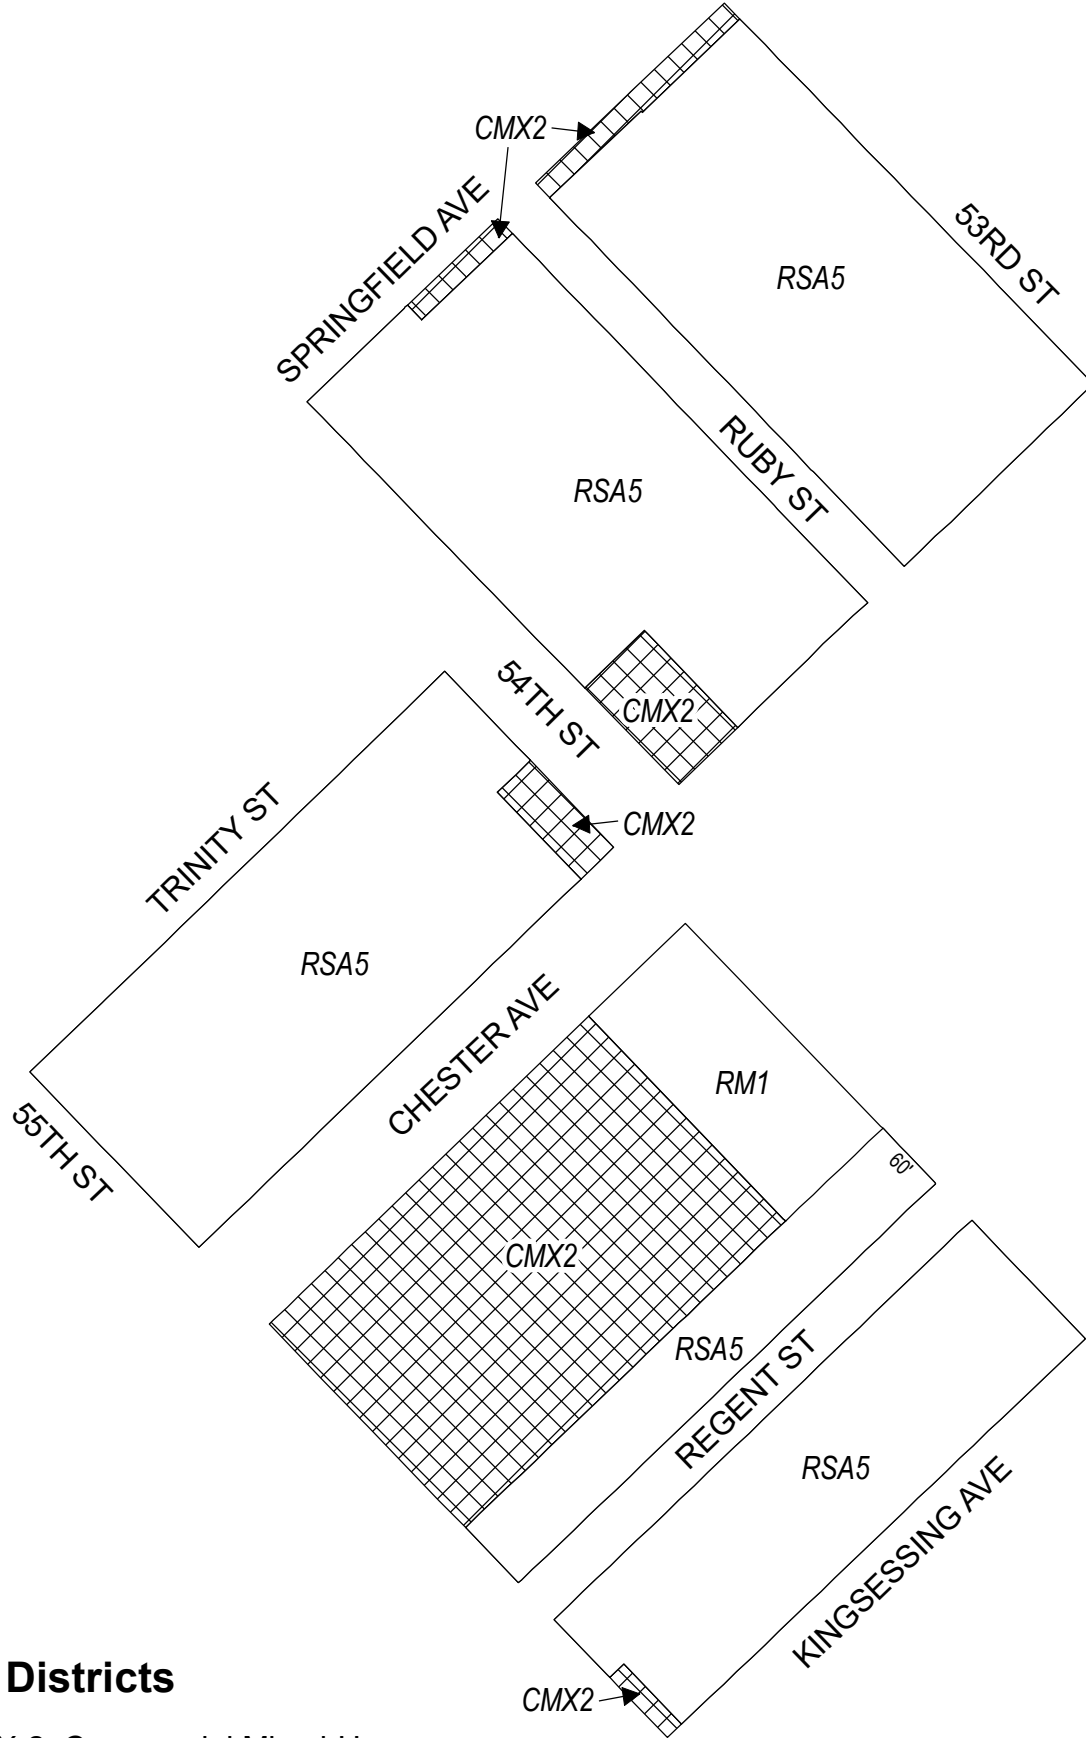 CMX2
SPRINGFIELD AVE
53RD ST
RSA5
RUBY ST
RSA5
54TH ST
CMX2
TRINITY ST
CMX2
RSA5
CHESTER AVE
RM1
55TH ST
60'
CMX2
RSA5
REGENT ST
RSA5
KINGSESSING AVE
Districts
CMX2